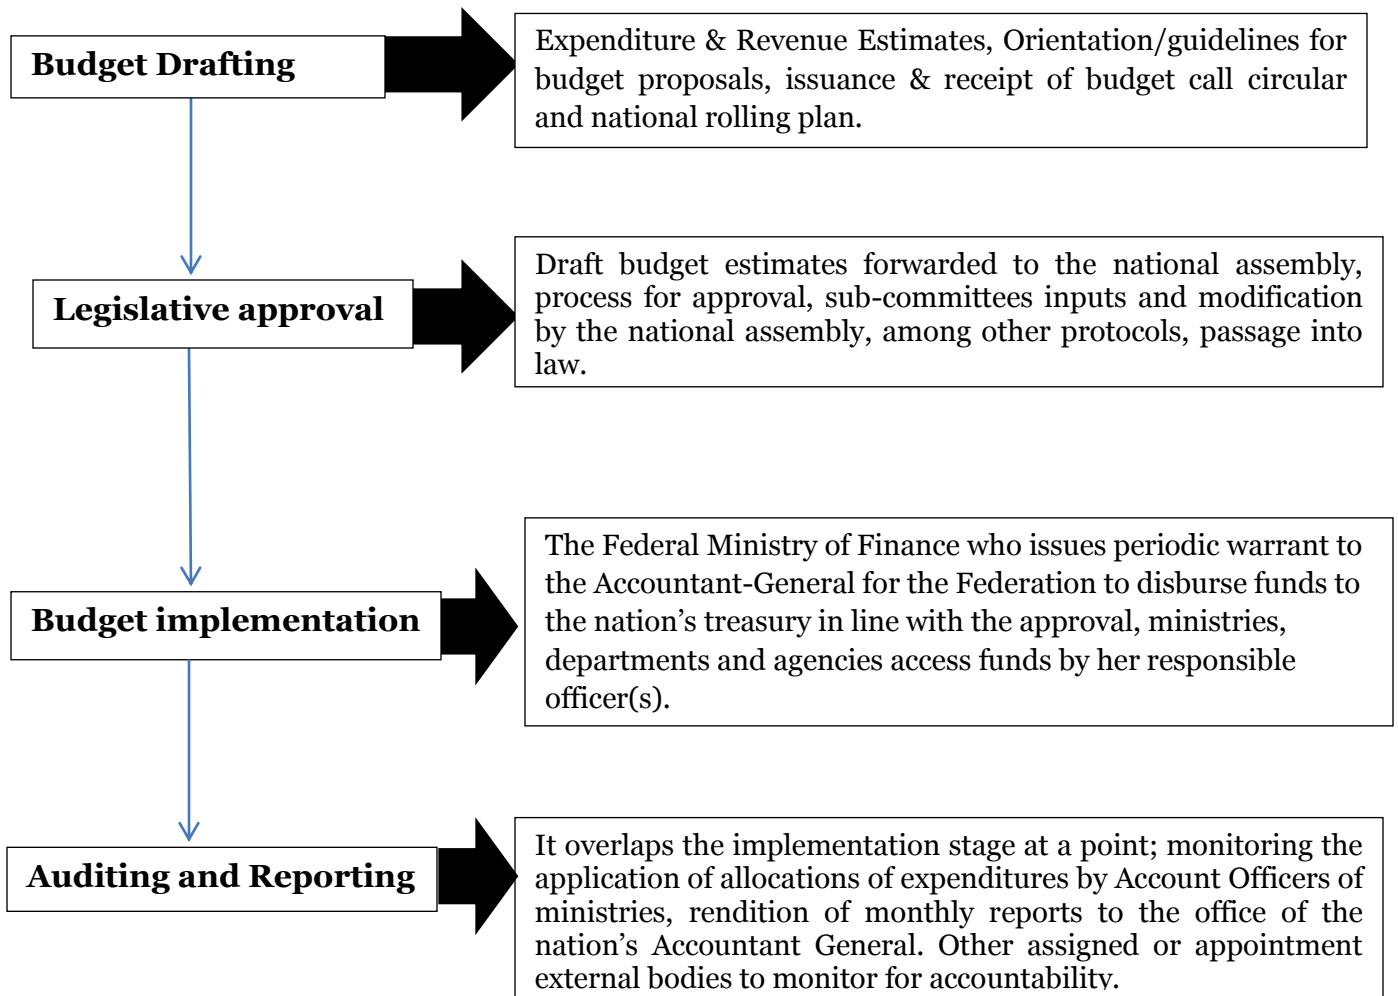 Budget Drafting
Expenditure & Revenue Estimates, Orientation/guidelines for
budget proposals, issuance & receipt of budget call circular
and national rolling plan.
Legislative approval
Draft budget estimates forwarded to the national assembly,
process for approval, sub-committees inputs and modification
by the national assembly, among other protocols, passage into
law.
Budget implementation
The Federal Ministry of Finance who issues periodic warrant to
the Accountant-General for the Federation to disburse funds to
the nation’s treasury in line with the approval, ministries,
departments and agencies access funds by her responsible
officer(s).
Auditing and Reporting
It overlaps the implementation stage at a point; monitoring the
application of allocations of expenditures by Account Officers of
ministries, rendition of monthly reports to the office of the
nation’s Accountant General. Other assigned or appointment
external bodies to monitor for accountability.